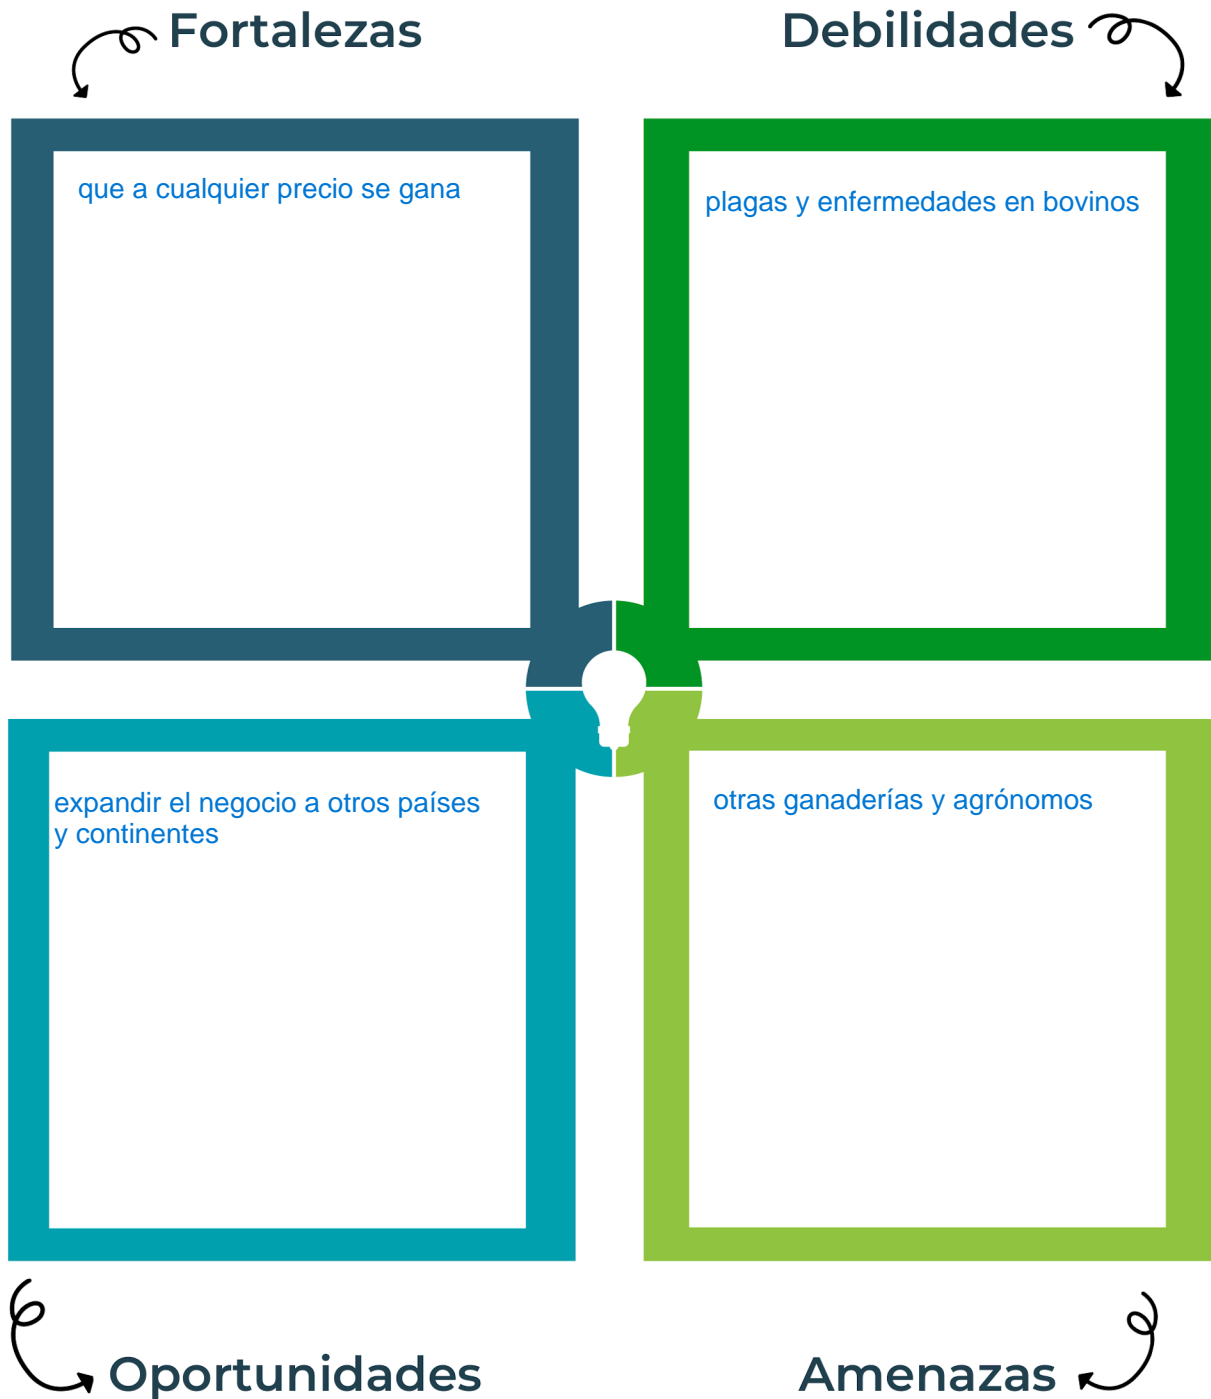 Fortalezas
que a cualquier precio se gana
Debilidades
plagas y enfermedades en bovinos
expandir el negocio a otros países
y continentes
Oportunidades
otras ganaderías y agrónomos
Amenazas